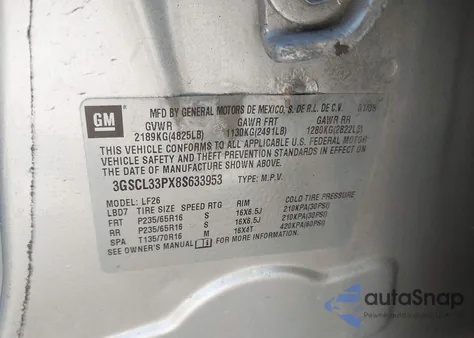 GM
MFD BY GENERAL MOTORS DE MEXICO, S. DE R.L. DE C.V.
GVWR GAWR FRT GAWR RR
2189KG(4825LB) 1130KG(2491LB) 1280KG(2822LB)
THIS VEHICLE CONFORMS TO ALL APPLICABLE U.S. FEDERAL MOTOR
VEHICLE SAFETY AND THEFT PREVENTION STANDARDS IN EFFECT ON
THE DATE OF MANUFACTURE SHOWN ABOVE.
3GSCL33PX8S633953 TYPE: M.P.V.
MODEL: LF26
LBD7 TIRE SIZE SPEED RTG RIM COLD TIRE PRESSURE
FRT P235/65R16 S 16X6.5J 210KPA(30PSI)
RR P235/65R16 S 16X6.5J 210KPA(30PSI)
SPA T135/70R16 M 16X4T 420KPA(60PSI)
SEE OWNER'S MANUAL FOR MORE INFORMATION.
autoSnap